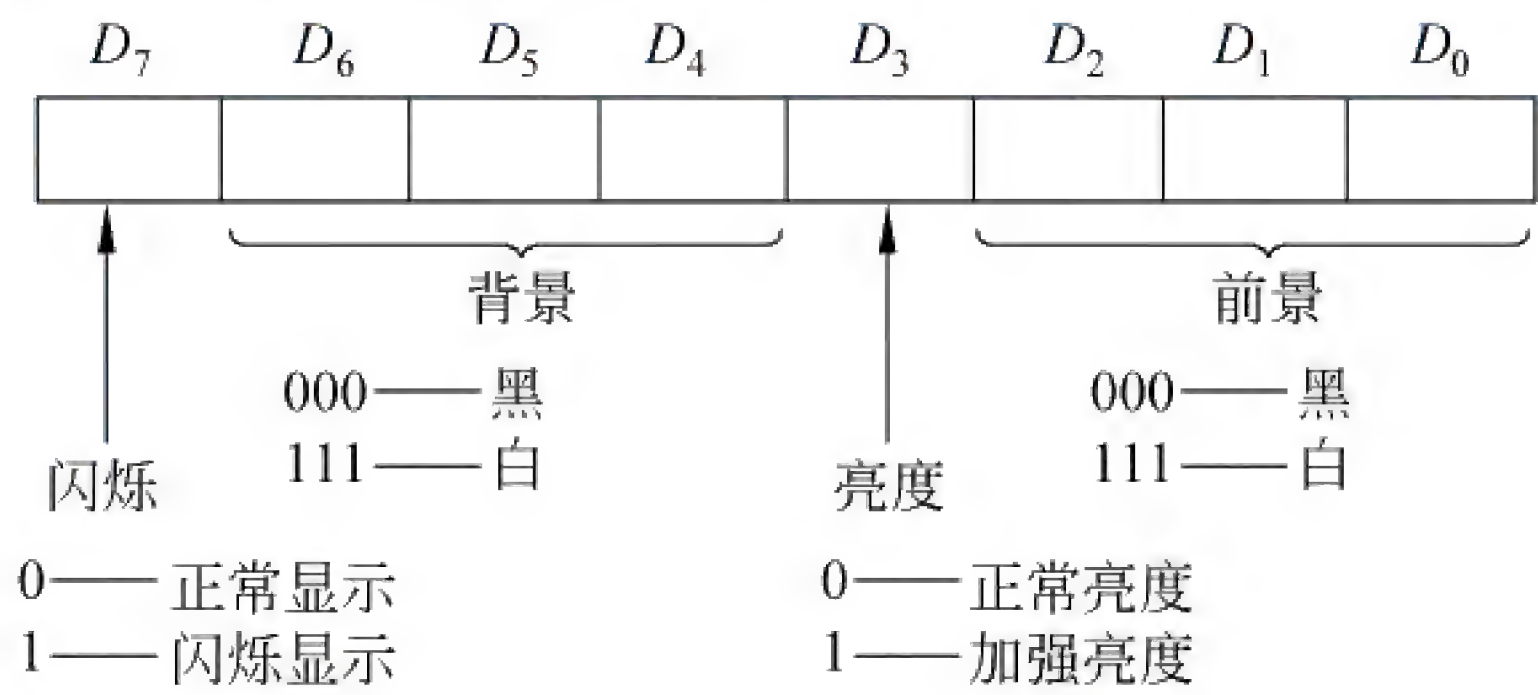 D₇ D₆ D₅ D₄ D₃ D₂ D₁ D₀
背景 前景
000——黑 000——黑
111——白 111——白
闪烁 亮度
0——正常显示 0——正常亮度
1——闪烁显示 1——加强亮度